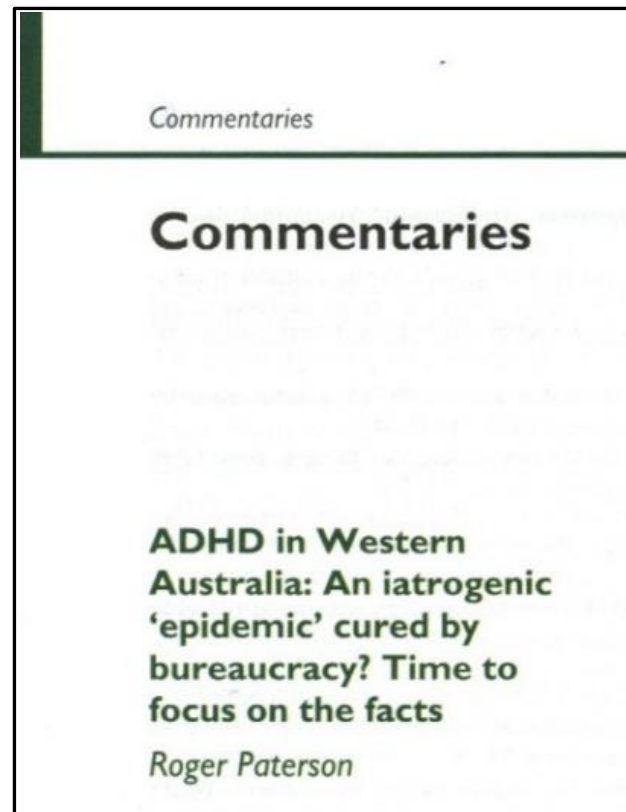 Commentaries
Commentaries
ADHD in Western
Australia: An iatrogenic
‘epidemic’ cured by
bureaucracy? Time to
focus on the facts
Roger Paterson